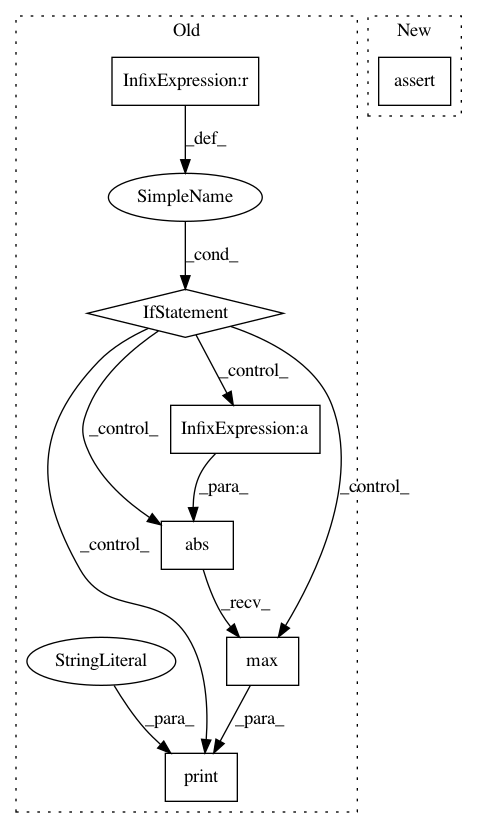 Old
New
InfixExpression:r
assert
_def_
SimpleName
_cond_
IfStatement
_control_
InfixExpression:a
_control_
_para_
_control_
_control_
abs
_recv_
StringLiteral
max
_para_
_para_
print